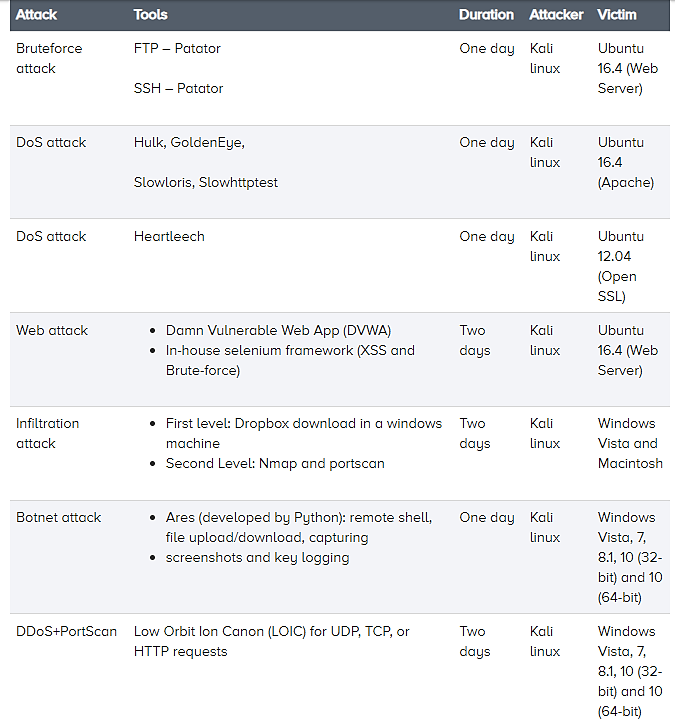 Attack Tools Duration Attacker Victim
Bruteforce attack
FTP – Patator
SSH – Patator
One day
Kali linux
Ubuntu
16.4 (Web
Server)
DoS attack
Hulk, GoldenEye,
Slowloris, Slowhttptest
One day
Kali
linux
Ubuntu
16.4
(Apache)
DoS attack
Heartleech
One day
Kali
linux
Ubuntu
12.04
(Open
SSL)
Web attack
• Damn Vulnerable Web App (DVWA)
• In-house selenium framework (XSS and
Brute-force)
Two
days
Kali
linux
Ubuntu
16.4 (Web
Server)
Infiltration
attack
• First level: Dropbox download in a windows
machine
• Second Level: Nmap and portscan
Two
days
Kali
linux
Windows
Vista and
Macintosh
Botnet attack
• Ares (developed by Python): remote shell,
file upload/download, capturing
• screenshots and key logging
One day
Kali
linux
Windows
Vista, 7,
8.1, 10 (32-
bit) and 10
(64-bit)
DDoS+PortScan
Low Orbit Ion Canon (LOIC) for UDP, TCP, or
HTTP requests
Two
days
Kali
linux
Windows
Vista, 7,
8.1, 10 (32-
bit) and 10
(64-bit)